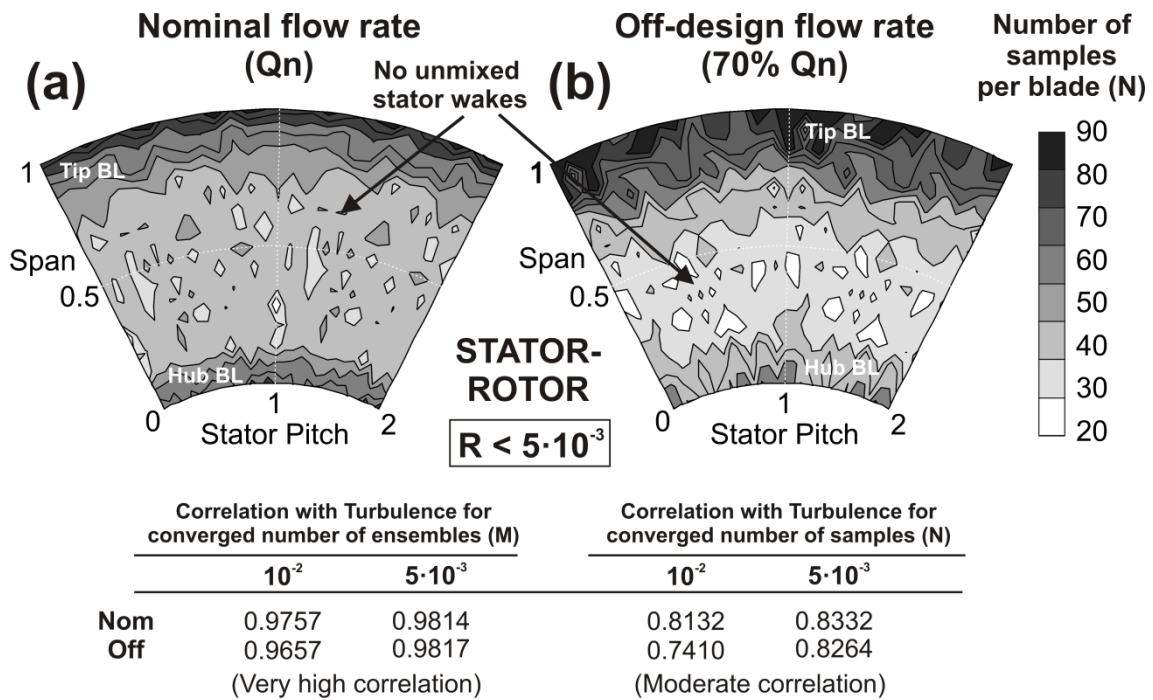 Nominal flow rate
(Qn)
Off-design flow rate
(70% Qn)
Number of
samples
per blade (N)
(a)
No unmixed
stator wakes
(b)
Tip BL
1
Span
0.5
Hub BL
0
1
2
Stator Pitch
Tip BL
1
Span
0.5
Hub BL
0
1
2
Stator Pitch
90
80
70
60
50
40
30
20
STATOR-
ROTOR
R < 5·10⁻³
Correlation with Turbulence for
converged number of ensembles (M)
Correlation with Turbulence for
converged number of samples (N)
10⁻² 5·10⁻³ 10⁻² 5·10⁻³
Nom 0.9757 0.9814 0.8132 0.8332
Off 0.9657 0.9817 0.7410 0.8264
(Very high correlation) (Moderate correlation)